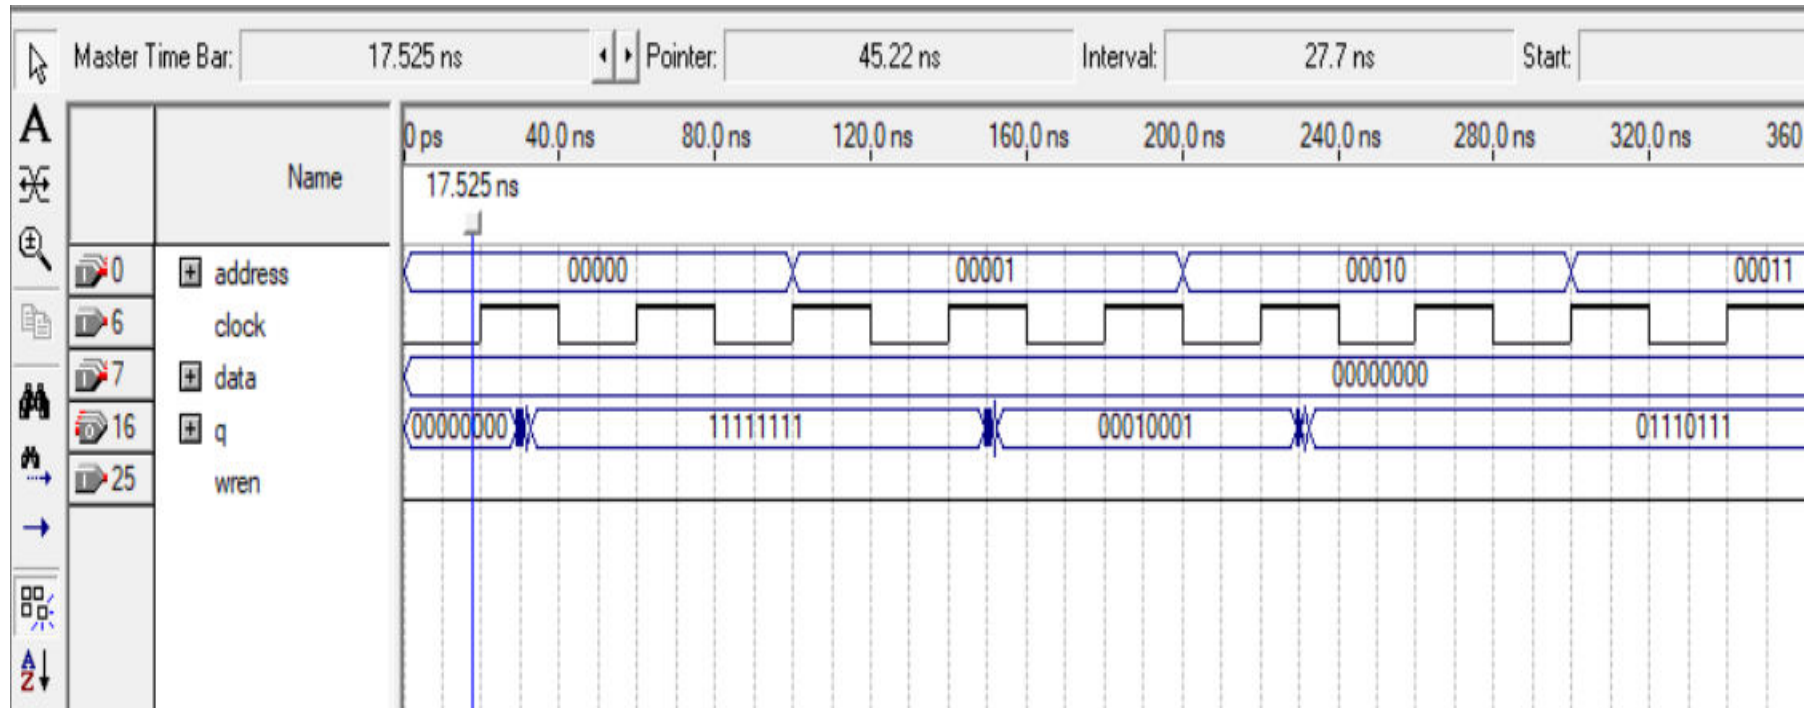 Master Time Bar: 17.525 ns Pointer: 45.22 ns Interval: 27.7 ns Start:
A
Name
0 ps 40.0 ns 80.0 ns 120.0 ns 160.0 ns 200.0 ns 240.0 ns 280.0 ns 320.0 ns 360
17.525 ns
0 address 00000 00001 00010 00011
6 clock
7 data 00000000
16 q 00000000 11111111 00010001 01110111
25 wren
A
Z